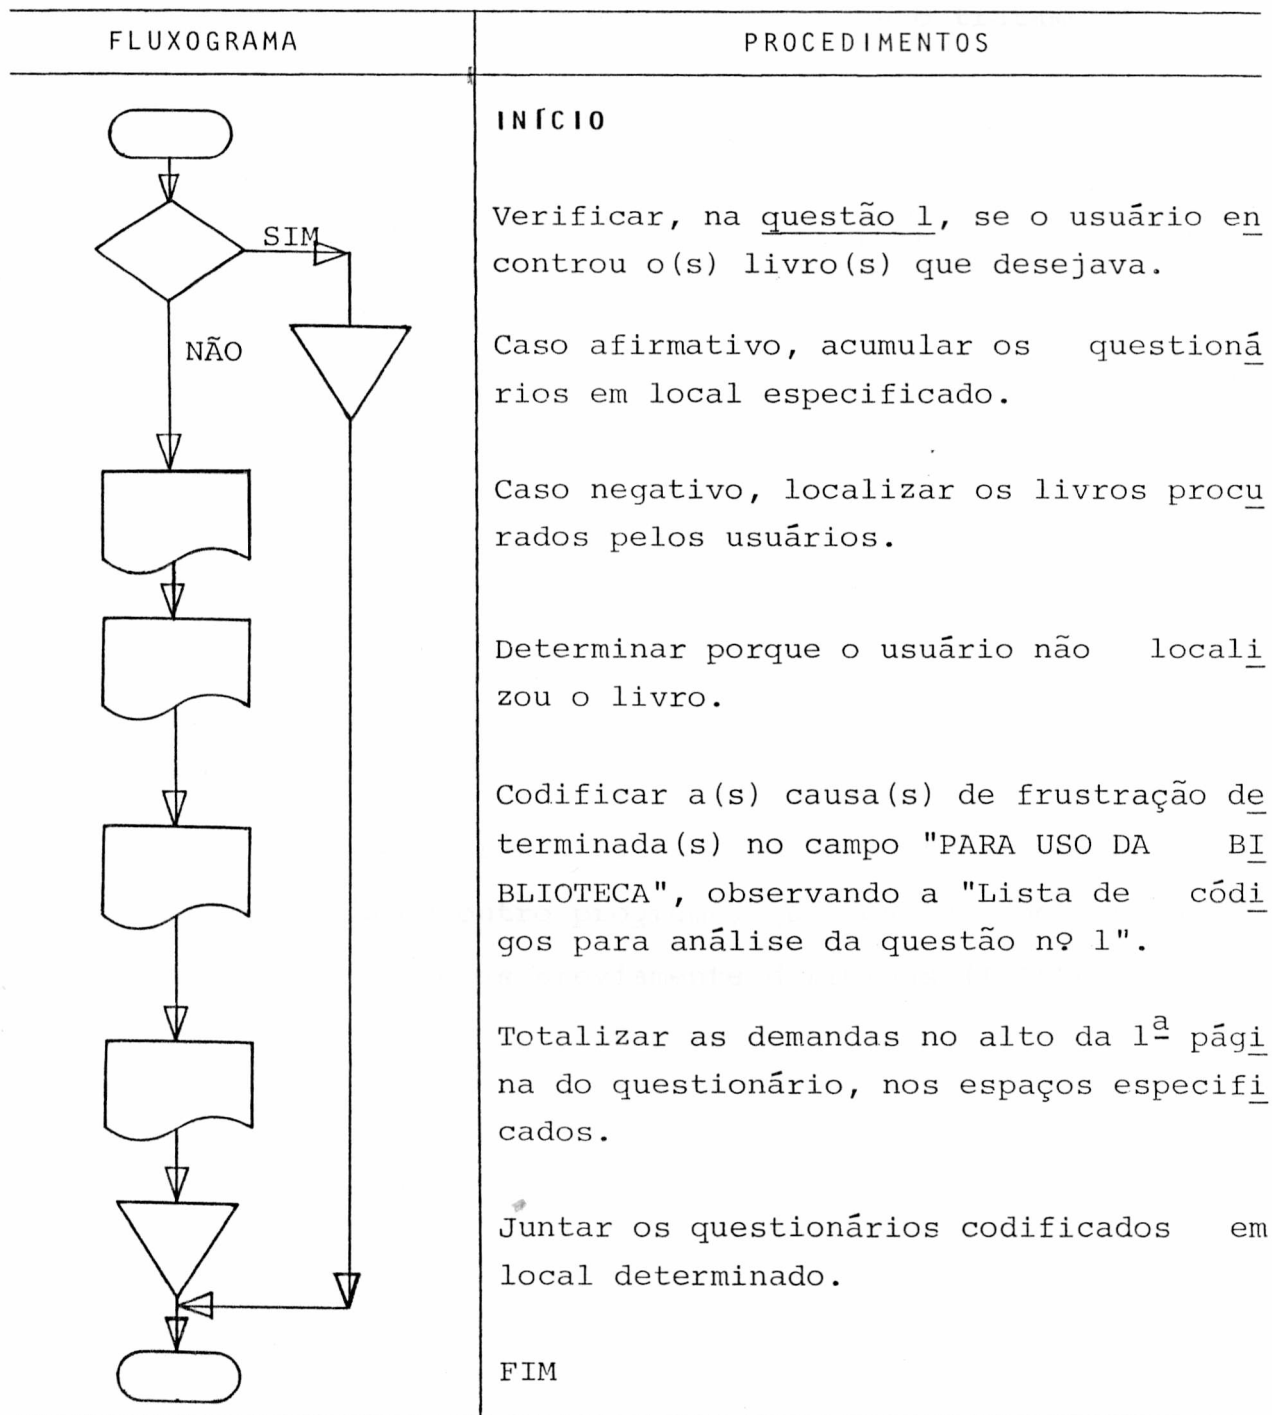 FLUXOGRAMA
PROCEDIMENTOS
INÍCIO
Verificar, na questão 1, se o usuário en
controu o(s) livro(s) que desejava.
SIM
NÃO
Caso afirmativo, acumular os questioná
rios em local especificado.
Caso negativo, localizar os livros procu
rados pelos usuários.
Determinar porque o usuário não locali
zou o livro.
Codificar a(s) causa(s) de frustração de
terminada(s) no campo "PARA USO DA BI
BLIOTECA", observando a "Lista de códi
gos para análise da questão nº 1".
Totalizar as demandas no alto da 1ª pági
na do questionário, nos espaços especifi
cados.
Juntar os questionários codificados em
local determinado.
FIM